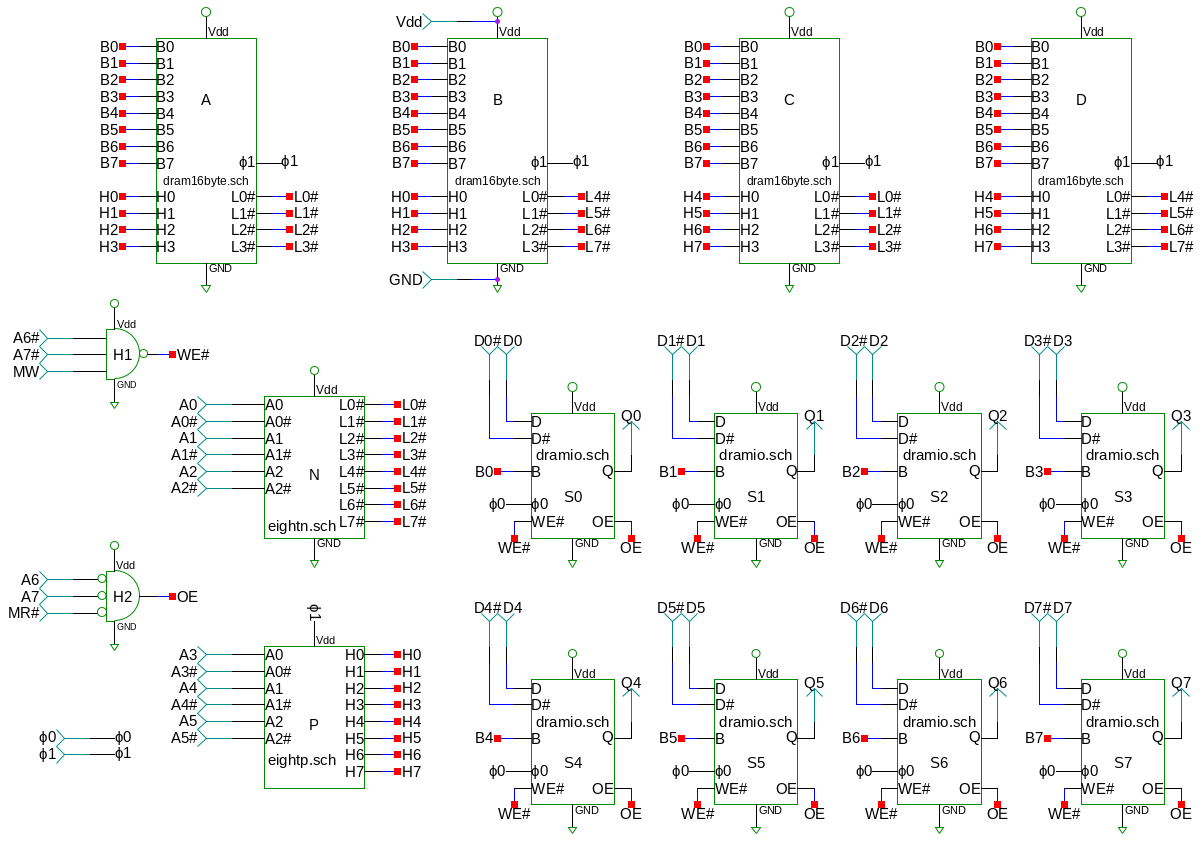 Vdd Vdd Vdd Vdd Vdd
B0 B0 B0 B0 B0 B0 B0 B0
B1 B1 B1 B1 B1 B1 B1 B1
B2 B2 B2 B2 B2 B2 B2 B2
B3 B3 B3 B3 B3 B3 B3 B3
A B C D
B4 B4 B4 B4 B4 B4 B4 B4
B5 B5 B5 B5 B5 B5 B5 B5
B6 B6 B6 B6 B6 B6 B6 B6
B7 B7 B7 B7 B7 B7 B7 B7
ϕ1 ϕ1 ϕ1 ϕ1 ϕ1 ϕ1 ϕ1 ϕ1
dram16byte.sch dram16byte.sch dram16byte.sch dram16byte.sch
H0 H0 L0# L0# H0 H0 L0# L4# H4 H0 L0# L0# H4 H0 L0# L4#
H1 H1 L1# L1# H1 H1 L1# L5# H5 H1 L1# L1# H5 H1 L1# L5#
H2 H2 L2# L2# H2 H2 L2# L6# H6 H2 L2# L2# H6 H2 L2# L6#
H3 H3 L3# L3# H3 H3 L3# L7# H7 H3 L3# L3# H7 H3 L3# L7#
GND GND GND GND
GND
Vdd
A6#
A7# H1 WE#
MW
GND
Vdd
A0 A0 L0# L0#
A0# A0# L1# L1#
A1 A1 L2# L2#
A1# A1# L3# L3#
A2 A2 L4# L4#
N
A2# A2# L5# L5#
L6# L6#
L7# L7#
eightn.sch
GND
D0# D0 D1# D1 D2# D2 D3# D3
Vdd Vdd Vdd Vdd
Q0 Q1 Q2 Q3
D D D D
D# D# D# D#
dramio.sch dramio.sch dramio.sch dramio.sch
B0 B Q B1 B Q B2 B Q B3 B Q
S0 S1 S2 S3
ϕ0 ϕ0 ϕ0 ϕ0 ϕ0 ϕ0 ϕ0 ϕ0
WE# OE WE# OE WE# OE WE# OE
GND GND GND GND
WE# OE WE# OE WE# OE WE# OE
Vdd
A6
A7 H2 OE
MR#
GND
ϕ1
Vdd
A3 A0 H0 H0
A3# A0# H1 H1
A4 A1 H2 H2
A4# A1# H3 H3
A5 A2 H4 H4
P
A5# A2# H5 H5
H6 H6
eightp.sch
H7 H7
ϕ0 ϕ0
ϕ1 ϕ1
D4# D4 D5# D5 D6# D6 D7# D7
Vdd Vdd Vdd Vdd
Q4 Q5 Q6 Q7
D D D D
D# D# D# D#
dramio.sch dramio.sch dramio.sch dramio.sch
B4 B Q B5 B Q B6 B Q B7 B Q
S4 S5 S6 S7
ϕ0 ϕ0 ϕ0 ϕ0 ϕ0 ϕ0 ϕ0 ϕ0
WE# OE WE# OE WE# OE WE# OE
GND GND GND GND
WE# OE WE# OE WE# OE WE# OE